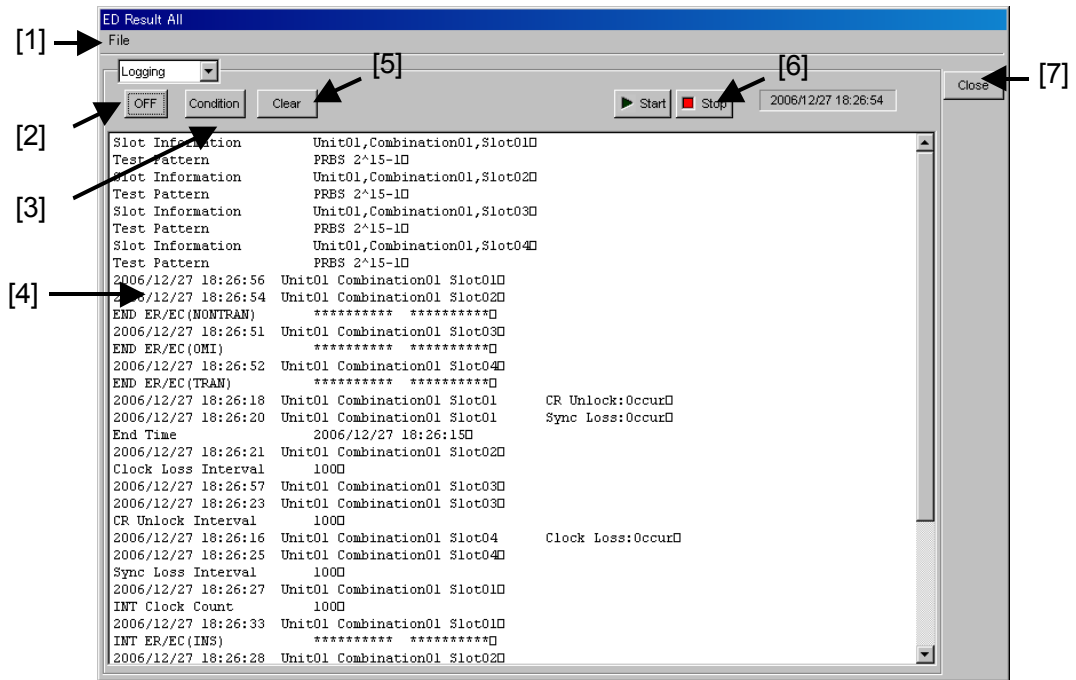 ED Result All
[1]
File
Logging
[5]
[6]
[7]
OFF
Condition
Clear
Start
Stop
2006/12/27 18:26:54
Close
[2]
[3]
[4]
Slot Information Unit01,Combination01,Slot01□
Test Pattern PRBS 2^15-1□
Slot Information Unit01,Combination01,Slot02□
Test Pattern PRBS 2^15-1□
Slot Information Unit01,Combination01,Slot03□
Test Pattern PRBS 2^15-1□
Slot Information Unit01,Combination01,Slot04□
Test Pattern PRBS 2^15-1□
2006/12/27 18:26:56 Unit01 Combination01 Slot01□
2006/12/27 18:26:54 Unit01 Combination01 Slot02□
END ER/EC(NONTRAN) ********** **********□
2006/12/27 18:26:51 Unit01 Combination01 Slot03□
END ER/EC(OMI) ********** **********□
2006/12/27 18:26:52 Unit01 Combination01 Slot04□
END ER/EC(TRAN) ********** **********□
2006/12/27 18:26:18 Unit01 Combination01 Slot01 CR Unlock:Occur□
2006/12/27 18:26:20 Unit01 Combination01 Slot01 Sync Loss:Occur□
End Time 2006/12/27 18:26:15□
2006/12/27 18:26:21 Unit01 Combination01 Slot02□
Clock Loss Interval 100□
2006/12/27 18:26:57 Unit01 Combination01 Slot03□
2006/12/27 18:26:23 Unit01 Combination01 Slot03□
CR Unlock Interval 100□
2006/12/27 18:26:16 Unit01 Combination01 Slot04 Clock Loss:Occur□
2006/12/27 18:26:25 Unit01 Combination01 Slot04□
Sync Loss Interval 100□
2006/12/27 18:26:27 Unit01 Combination01 Slot01□
INT Clock Count 100□
2006/12/27 18:26:33 Unit01 Combination01 Slot01□
INT ER/EC(INS) ********** **********□
2006/12/27 18:26:28 Unit01 Combination01 Slot02□